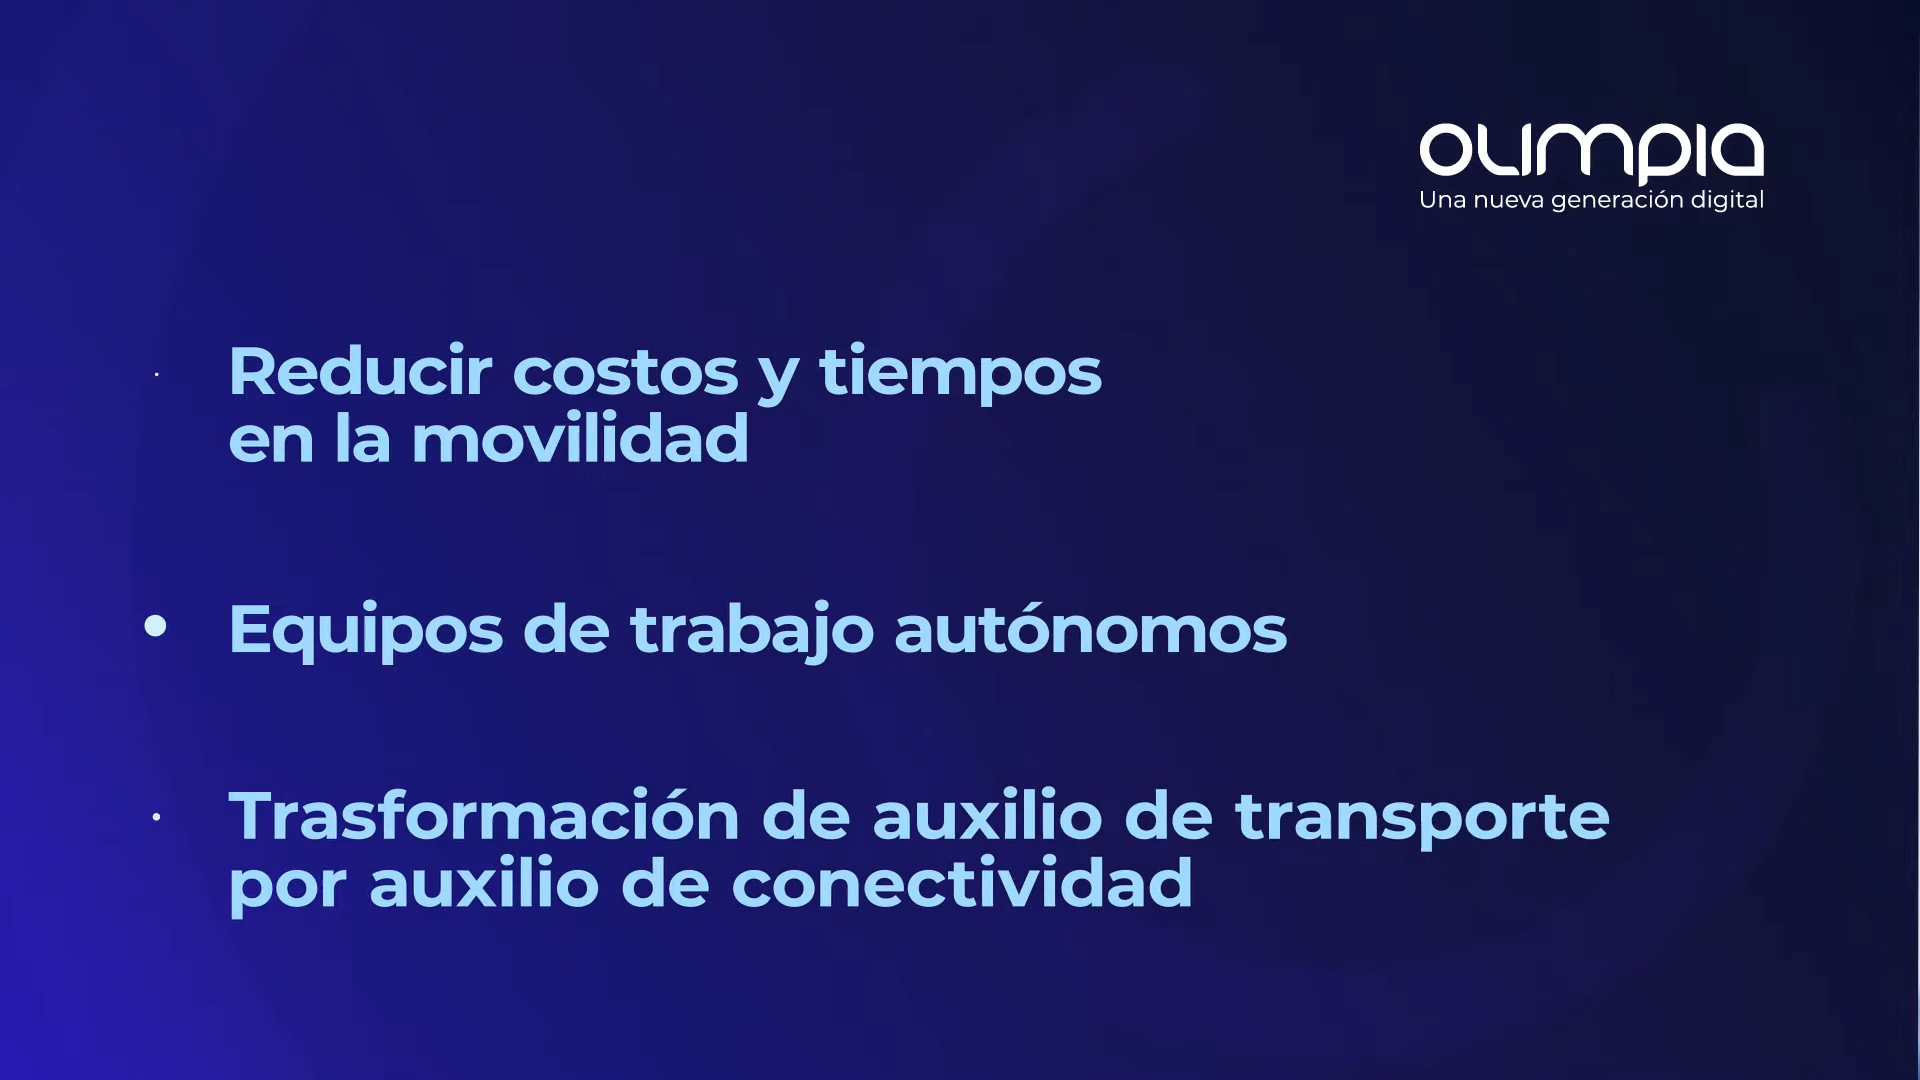 OLIMPIA
Una nueva generación digital
Reducir costos y tiempos
en la movilidad
Equipos de trabajo autónomos
Trasformación de auxilio de transporte
por auxilio de conectividad